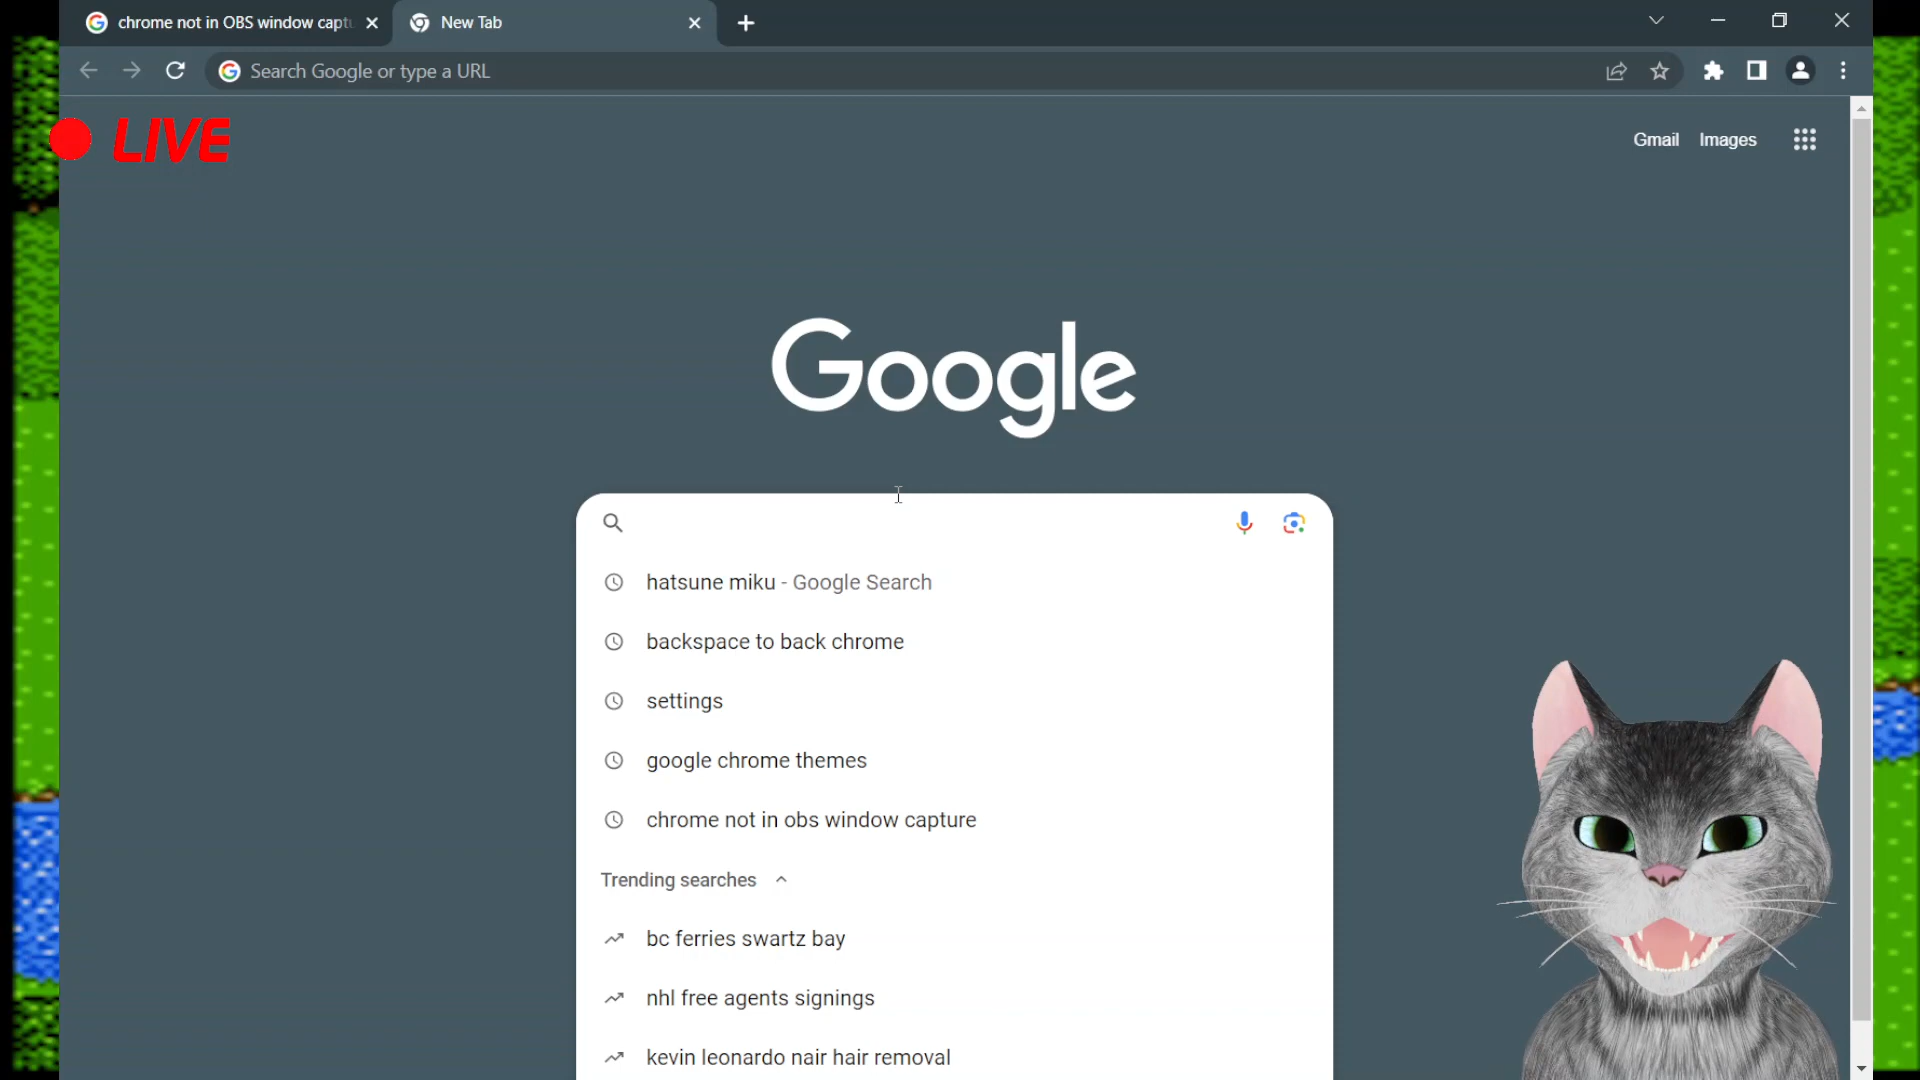 chrome not in OBS window capt
New Tab
Search Google or type a URL
LIVE
Gmail Images
Google
hatsune miku - Google Search
backspace to back chrome
settings
google chrome themes
chrome not in obs window capture
Trending searches
bc ferries swartz bay
nhl free agents signings
kevin leonardo nair hair removal